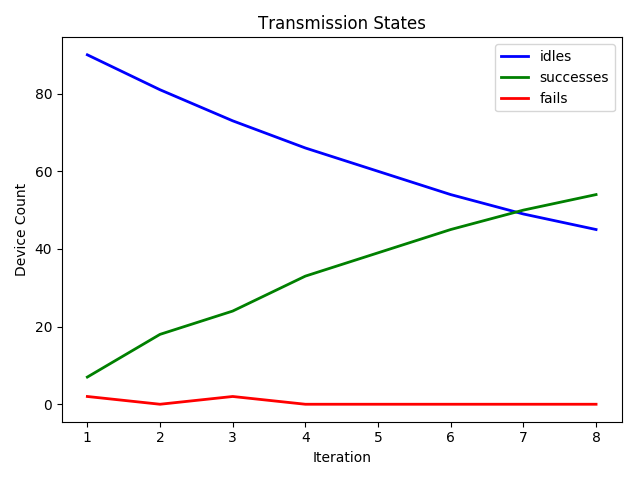 Transmission States
idles
successes
fails
Device Count
80
60
40
20
0
1 2 3 4 5 6 7 8
Iteration